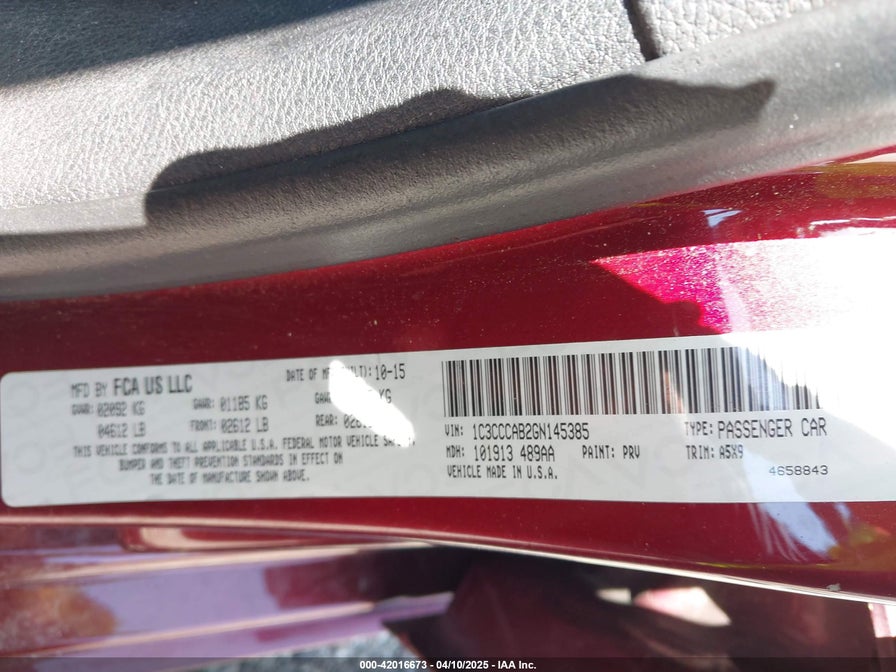 MFD BY FCA US LLC
DATE OF MFR 10-15
GVWR: 02092 KG
GAWR: 01185 KG
KG
04612 LB
FRONT: 02612 LB
REAR:
THIS VEHICLE CONFORMS TO ALL APPLICABLE U.S.A. FEDERAL MOTOR VEHICLE
BUMPER AND THEFT PREVENTION STANDARDS IN EFFECT ON
THE DATE OF MANUFACTURE SHOWN ABOVE.
VIN: 1C3CCCAB2GN145385
TYPE: PASSENGER CAR
MDH: 101913 489AA PAINT: PRV TRIM: A5X9
VEHICLE MADE IN U.S.A.
4658843
000-42016673 - 04/10/2025 - IAA Inc.